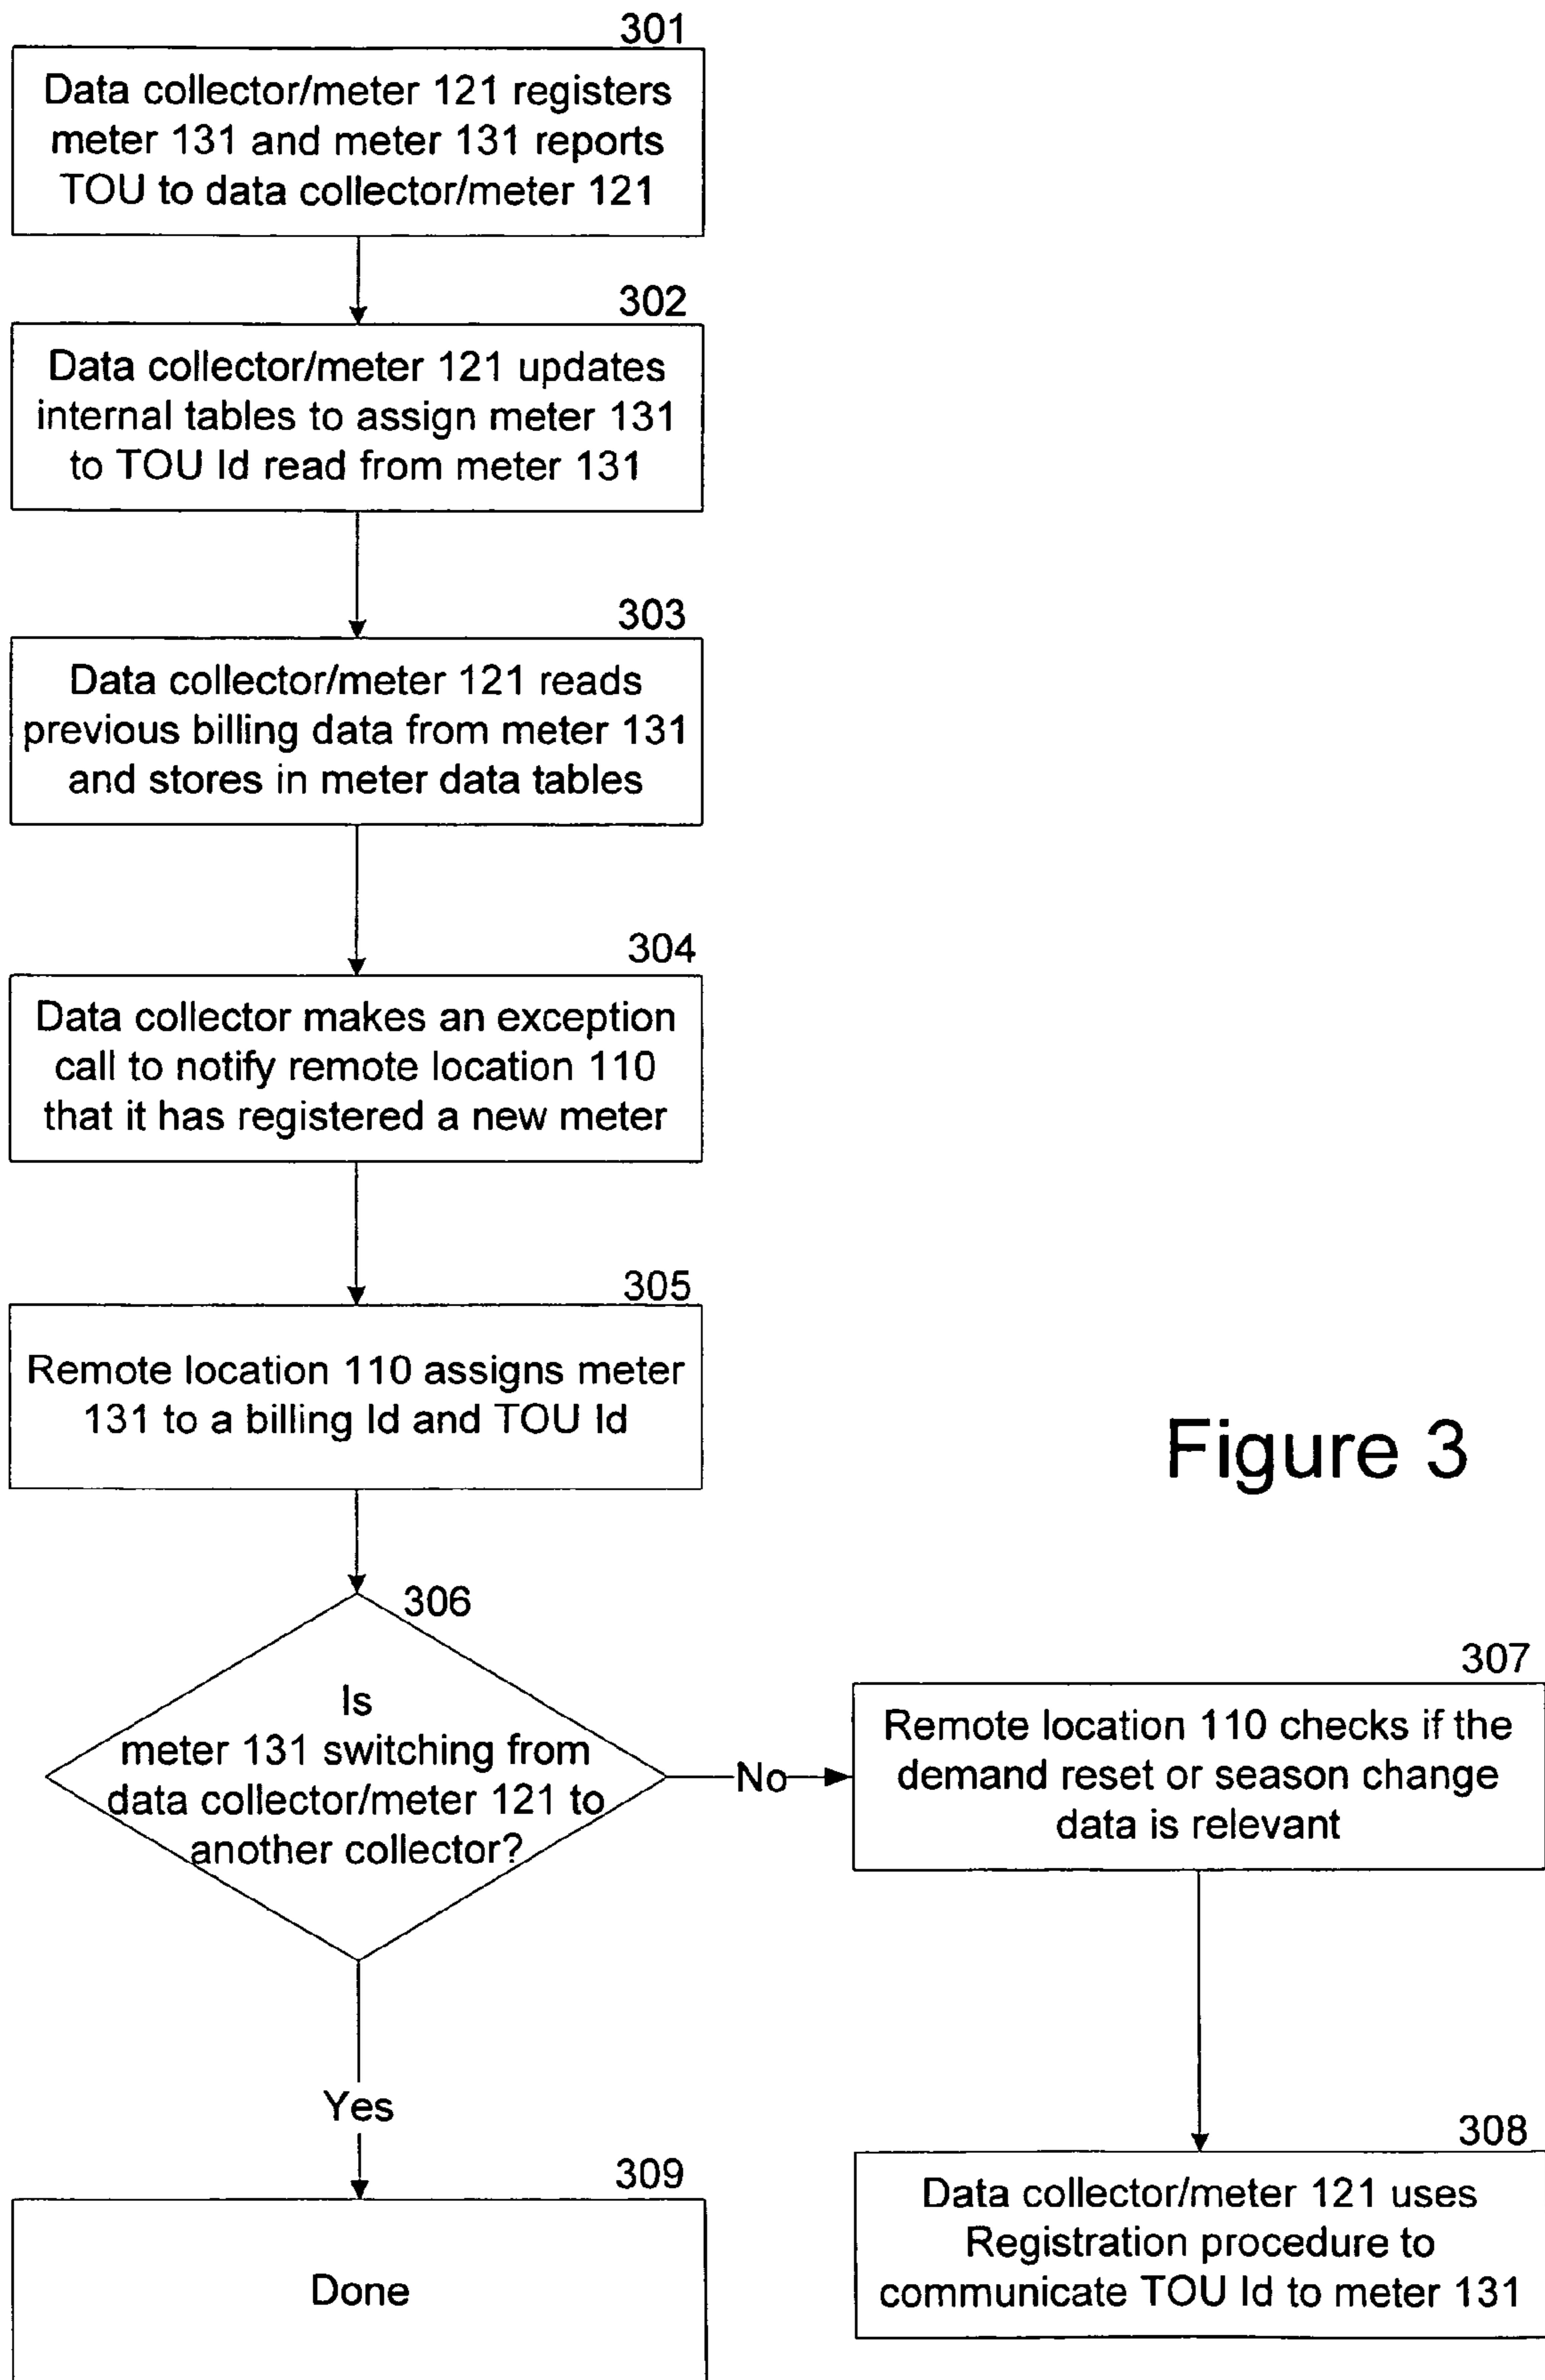 301
Data collector/meter 121 registers
meter 131 and meter 131 reports
TOU to data collector/meter 121
302
Data collector/meter 121 updates
internal tables to assign meter 131
to TOU Id read from meter 131
303
Data collector/meter 121 reads
previous billing data from meter 131
and stores in meter data tables
304
Data collector makes an exception
call to notify remote location 110
that it has registered a new meter
305
Remote location 110 assigns meter
131 to a billing Id and TOU Id
Figure 3
306
Is
meter 131 switching from
data collector/meter 121 to
another collector?
No
307
Remote location 110 checks if the
demand reset or season change
data is relevant
Yes
308
Data collector/meter 121 uses
Registration procedure to
communicate TOU Id to meter 131
309
Done